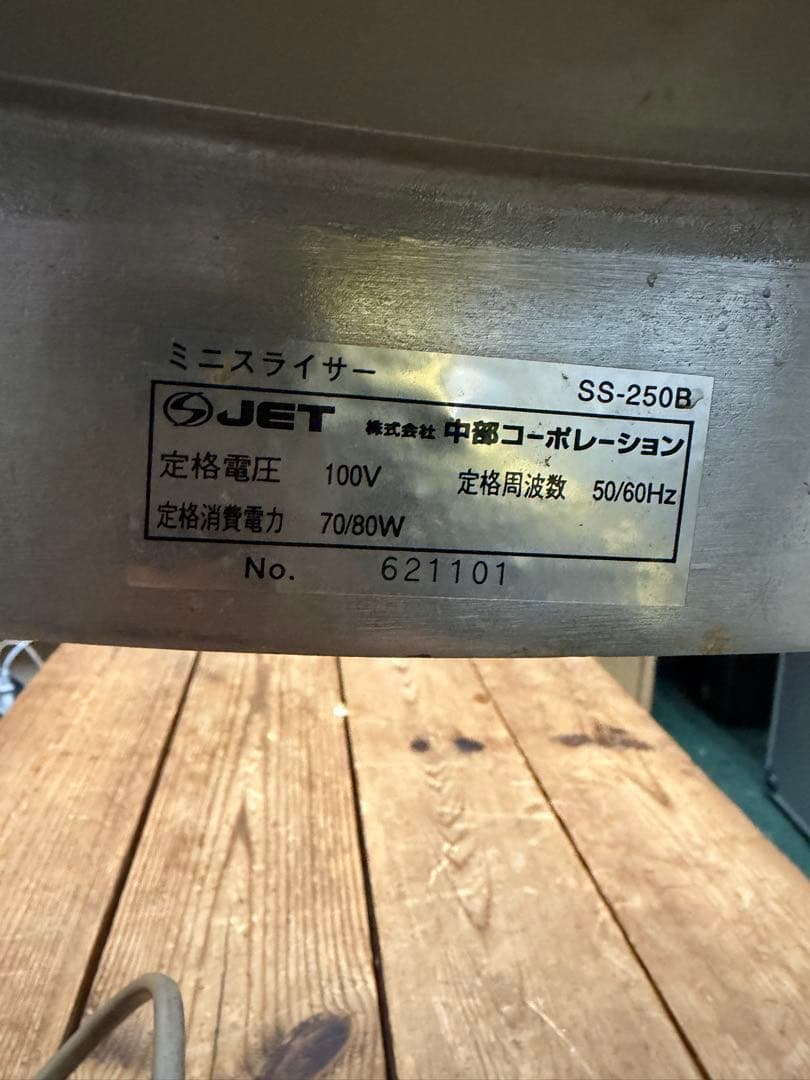 ミニスライサー SS-250B
JET 株式会社 中部コーポレーション
定格電圧 100V 定格周波数 50/60Hz
定格消費電力 70/80W
No. 621101